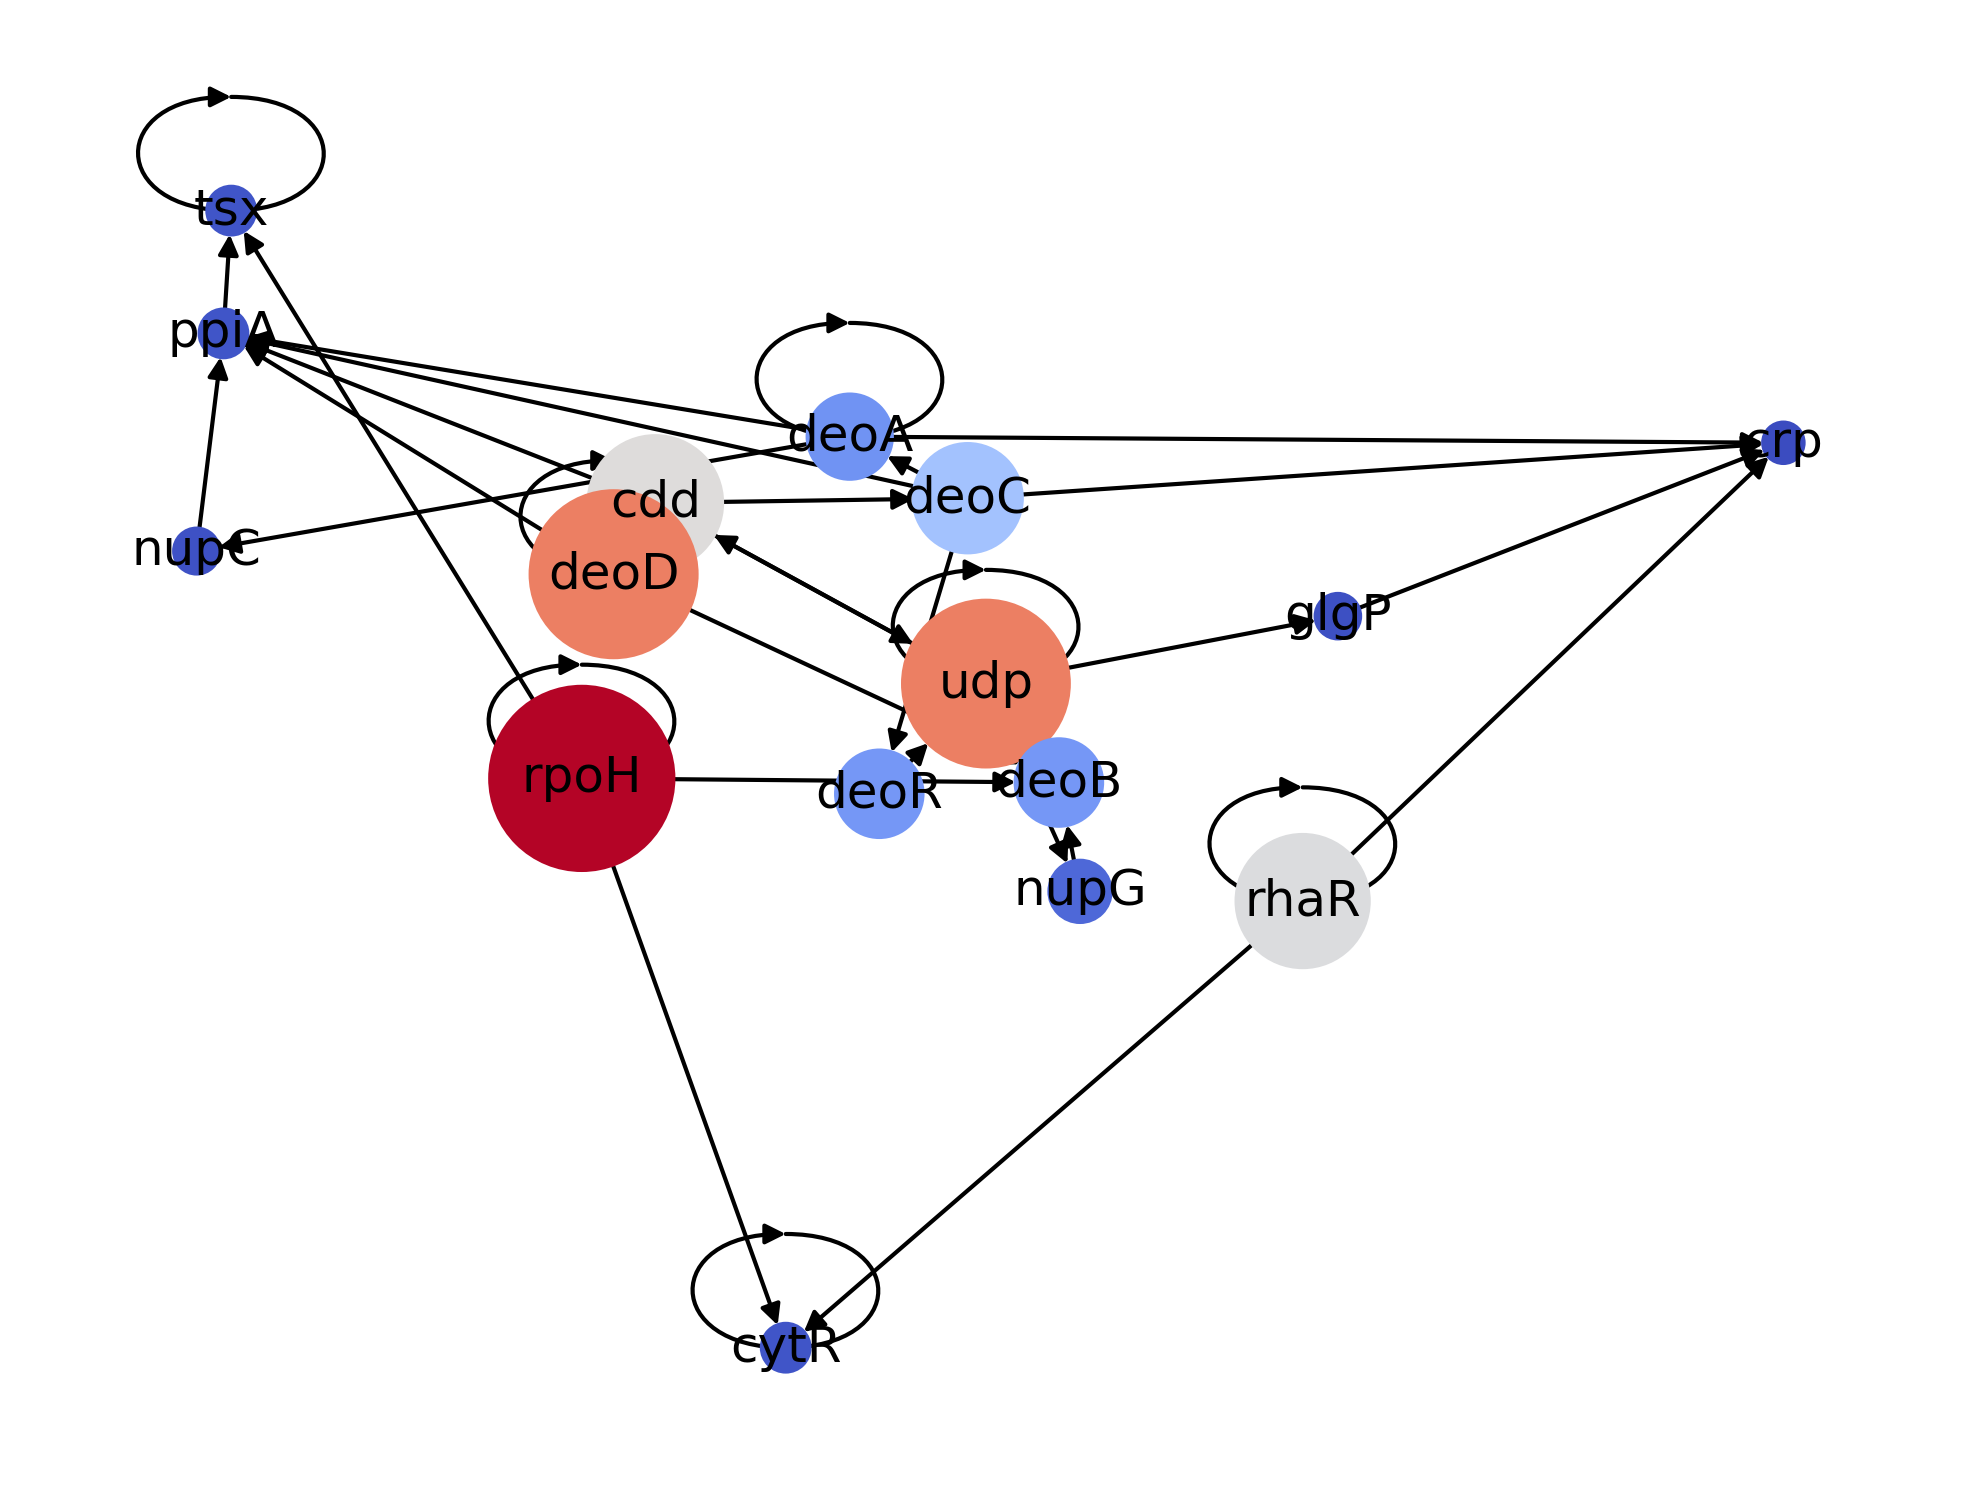 tsx
ppiA
deoA
crp
cdd
deoC
nupC
deoD
glgP
udp
rpoH
deoR
deoB
nupG
rhaR
cytR